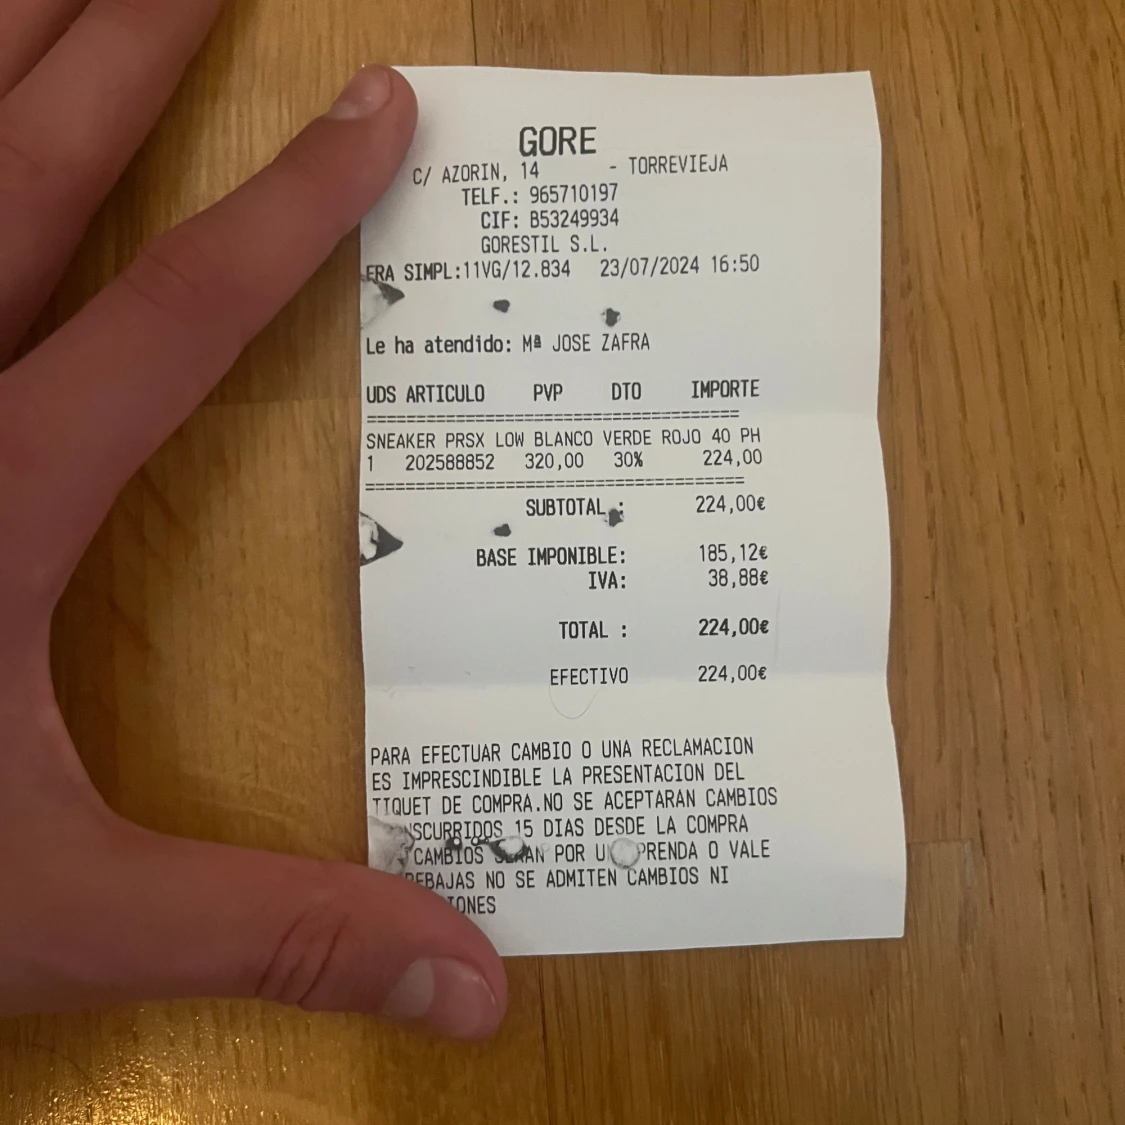 GORE
C/ AZORIN, 14 - TORREVIEJA
TELF.: 965710197
CIF: B53249934
GORESTIL S.L.
FRA SIMPL:11VG/12.834 23/07/2024 16:50
Le ha atendido: Mª JOSE ZAFRA
UDS ARTICULO PVP DTO IMPORTE
=====================================
SNEAKER PRSX LOW BLANCO VERDE ROJO 40 PH
1 202588852 320,00 30% 224,00
=====================================
SUBTOTAL : 224,00€
BASE IMPONIBLE: 185,12€
IVA: 38,88€
TOTAL : 224,00€
EFECTIVO 224,00€
PARA EFECTUAR CAMBIO O UNA RECLAMACION
ES IMPRESCINDIBLE LA PRESENTACION DEL
TIQUET DE COMPRA.NO SE ACEPTARAN CAMBIOS
15 DIAS DESDE LA COMPRA
CAMBIOS POR PRENDA O VALE
REBAJAS NO SE ADMITEN CAMBIOS NI